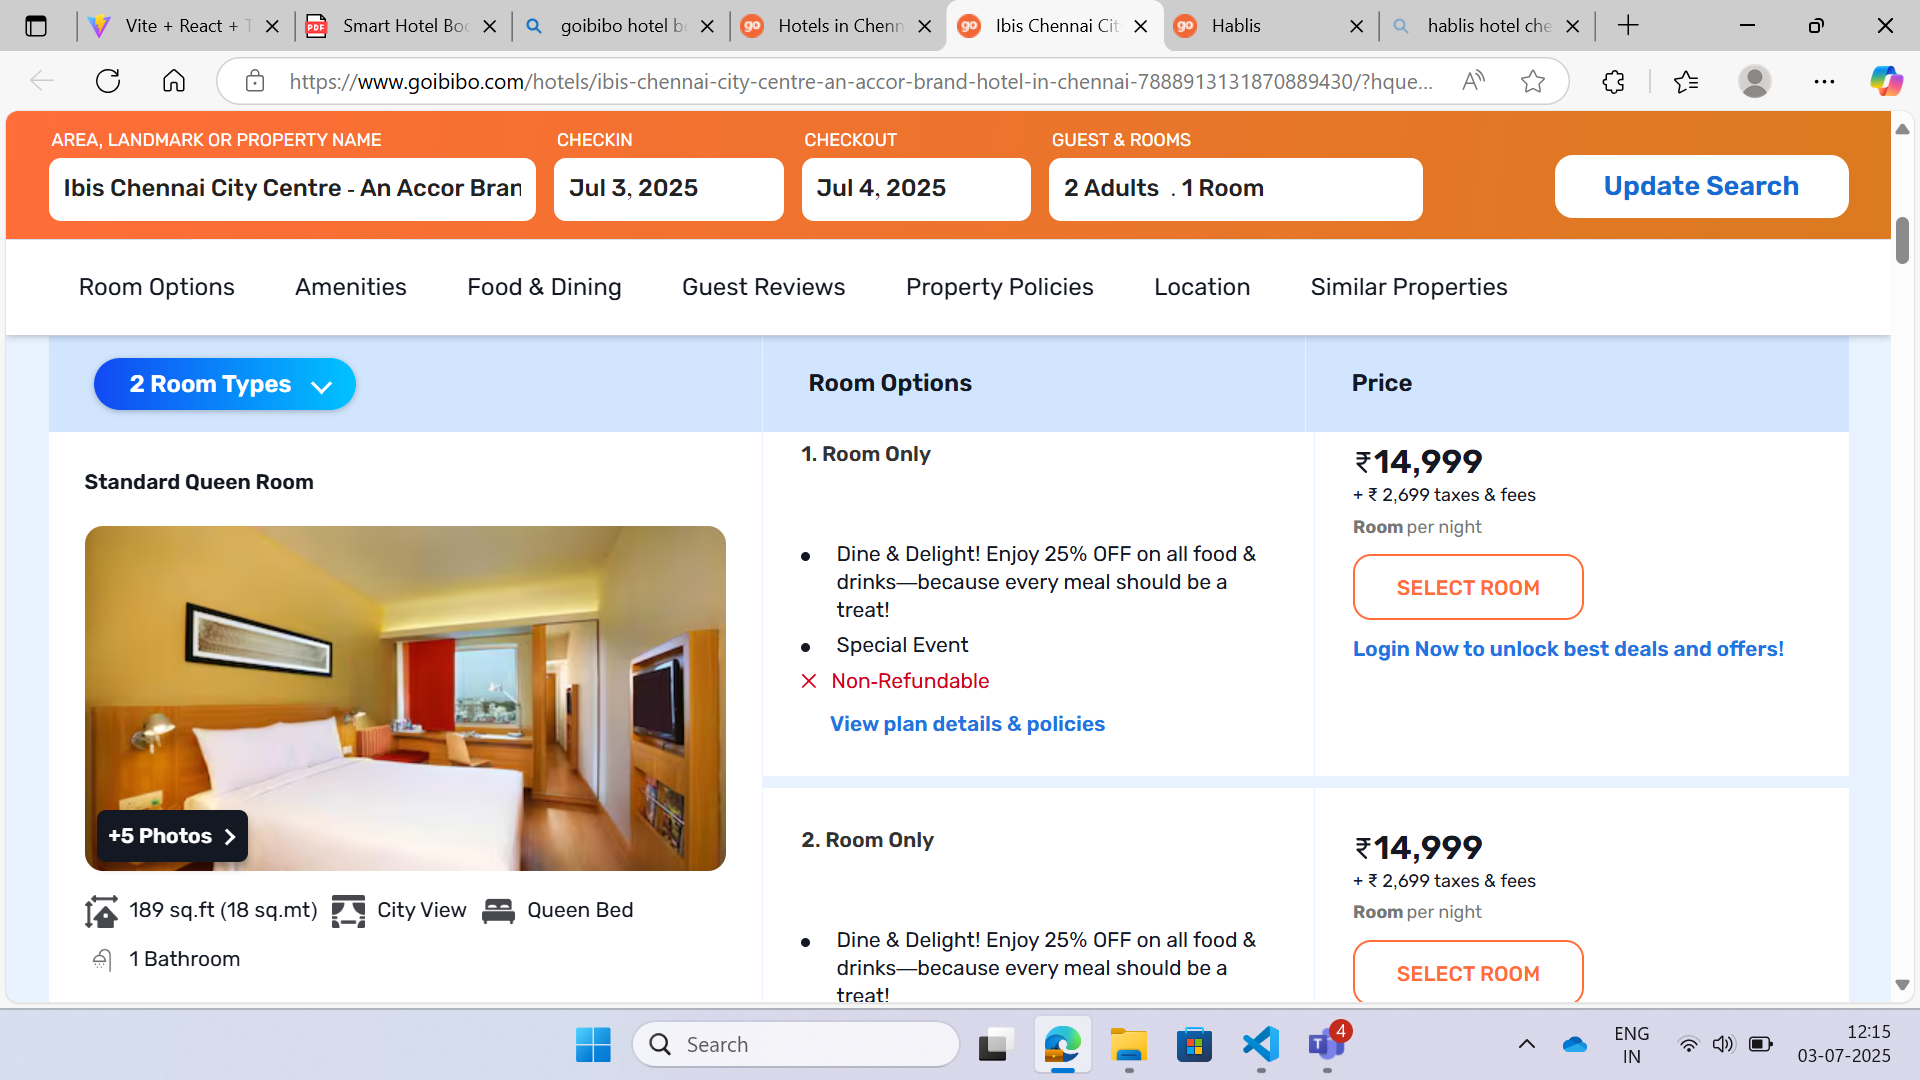 Vite + React + T
Smart Hotel Boo
goibibo hotel b
Hotels in Chenn
Ibis Chennai Cit
Hablis
hablis hotel che
https://www.goibibo.com/hotels/ibis-chennai-city-centre-an-accor-brand-hotel-in-chennai-7888913131870889430/?hque...
AREA, LANDMARK OR PROPERTY NAME
CHECKIN
CHECKOUT
GUEST & ROOMS
Ibis Chennai City Centre - An Accor Bran
Jul 3, 2025
Jul 4, 2025
2 Adults . 1 Room
Update Search
Room Options
Amenities
Food & Dining
Guest Reviews
Property Policies
Location
Similar Properties
2 Room Types
Room Options
Price
Standard Queen Room
+5 Photos
189 sq.ft (18 sq.mt)
City View
Queen Bed
1 Bathroom
1. Room Only
Dine & Delight! Enjoy 25% OFF on all food &
drinks—because every meal should be a
treat!
Special Event
Non-Refundable
View plan details & policies
₹14,999
+ ₹ 2,699 taxes & fees
Room per night
SELECT ROOM
Login Now to unlock best deals and offers!
2. Room Only
Dine & Delight! Enjoy 25% OFF on all food &
drinks—because every meal should be a
treat!
₹14,999
+ ₹ 2,699 taxes & fees
Room per night
SELECT ROOM
Search
4
ENG
IN
12:15
03-07-2025